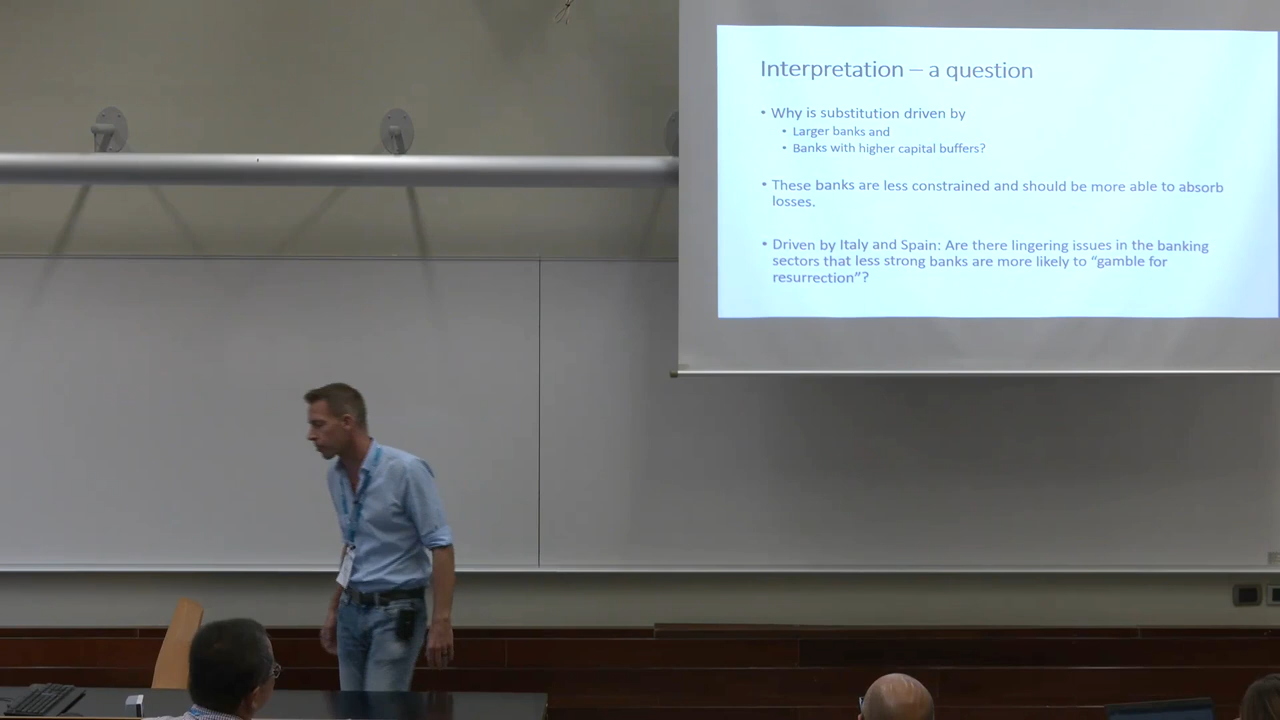 Interpretation – a question
• Why is substitution driven by
• Larger banks and
• Banks with higher capital buffers?
• These banks are less constrained and should be more able to absorb
losses.
• Driven by Italy and Spain: Are there lingering issues in the banking
sectors that less strong banks are more likely to “gamble for
resurrection”?